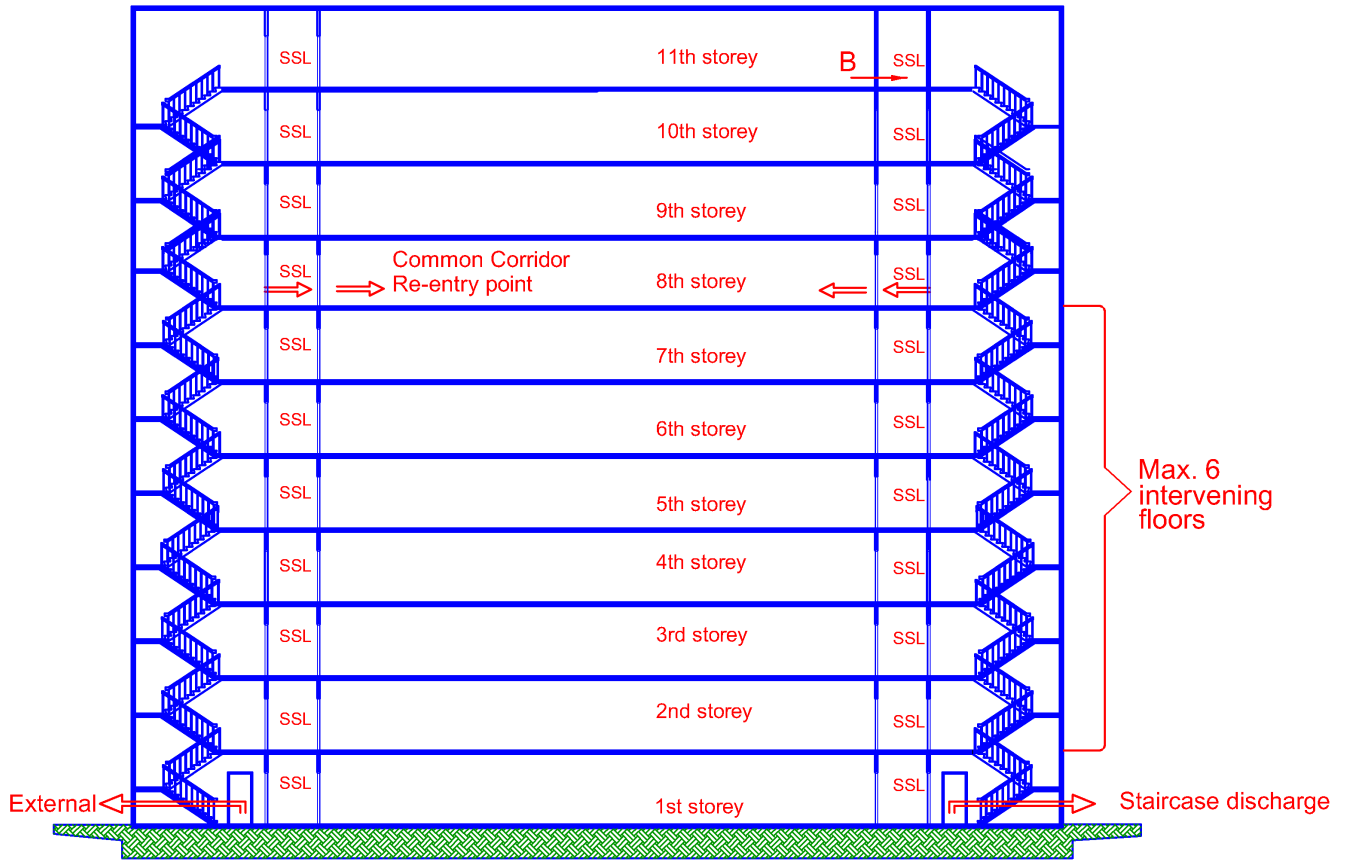 SSL 11th storey B SSL
SSL 10th storey SSL
SSL 9th storey SSL
Common Corridor
Re-entry point
SSL 8th storey SSL
SSL 7th storey SSL
SSL 6th storey SSL
Max. 6
intervening
floors
SSL 5th storey SSL
SSL 4th storey SSL
SSL 3rd storey SSL
SSL 2nd storey SSL
SSL 1st storey SSL
External
Staircase discharge